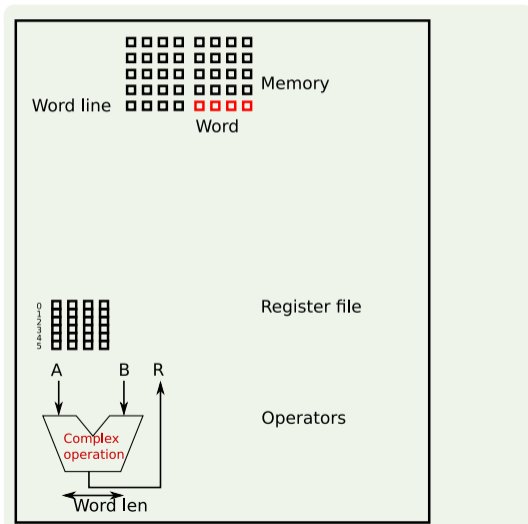 Memory
Word line
Word
Register file
0
1
2
3
4
5
A B R
Operators
Complex
operation
Word len